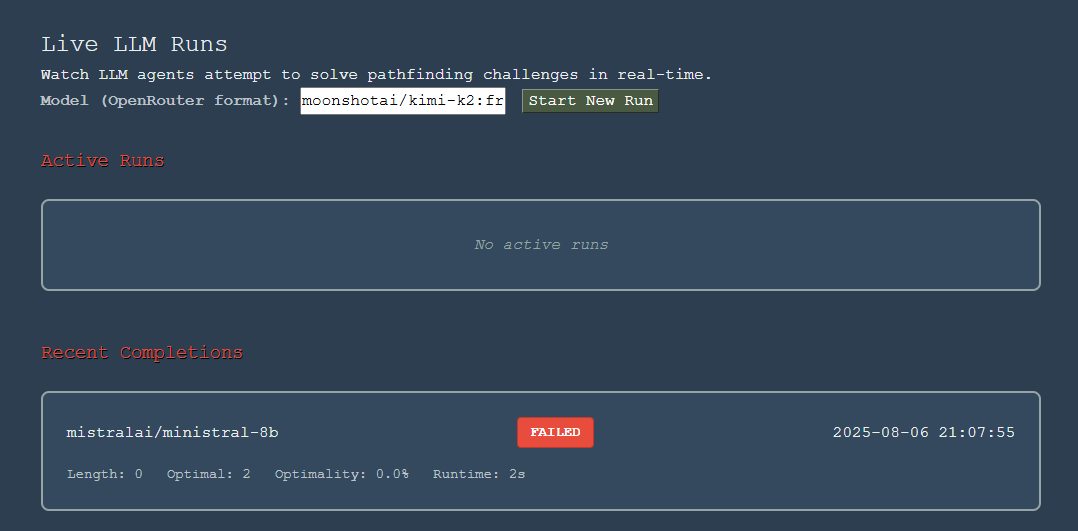 Live LLM Runs
Watch LLM agents attempt to solve pathfinding challenges in real-time.
Model (OpenRouter format): moonshotai/kimi-k2:fr Start New Run
Active Runs
No active runs
Recent Completions
mistralai/ministral-8b FAILED 2025-08-06 21:07:55
Length: 0 Optimal: 2 Optimality: 0.0% Runtime: 2s